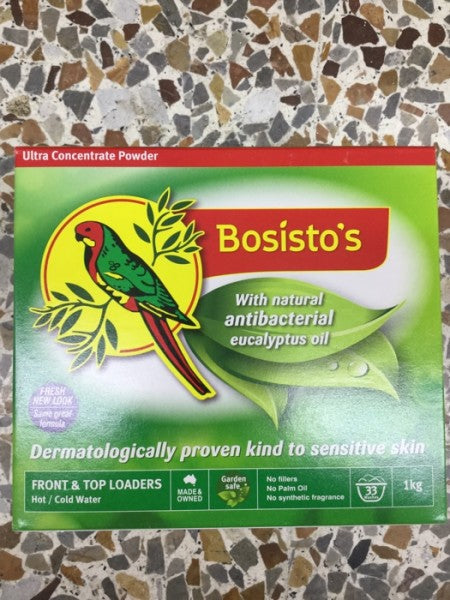 Ultra Concentrate Powder
Bosisto's
With natural
antibacterial
eucalyptus oil
FRESH
NEW LOOK
Same great
formula
Dermatologically proven kind to sensitive skin
FRONT & TOP LOADERS
Hot / Cold Water
MADE &
OWNED
Garden
safe
No fillers
No Palm Oil
No synthetic fragrance
33
washes
1kg